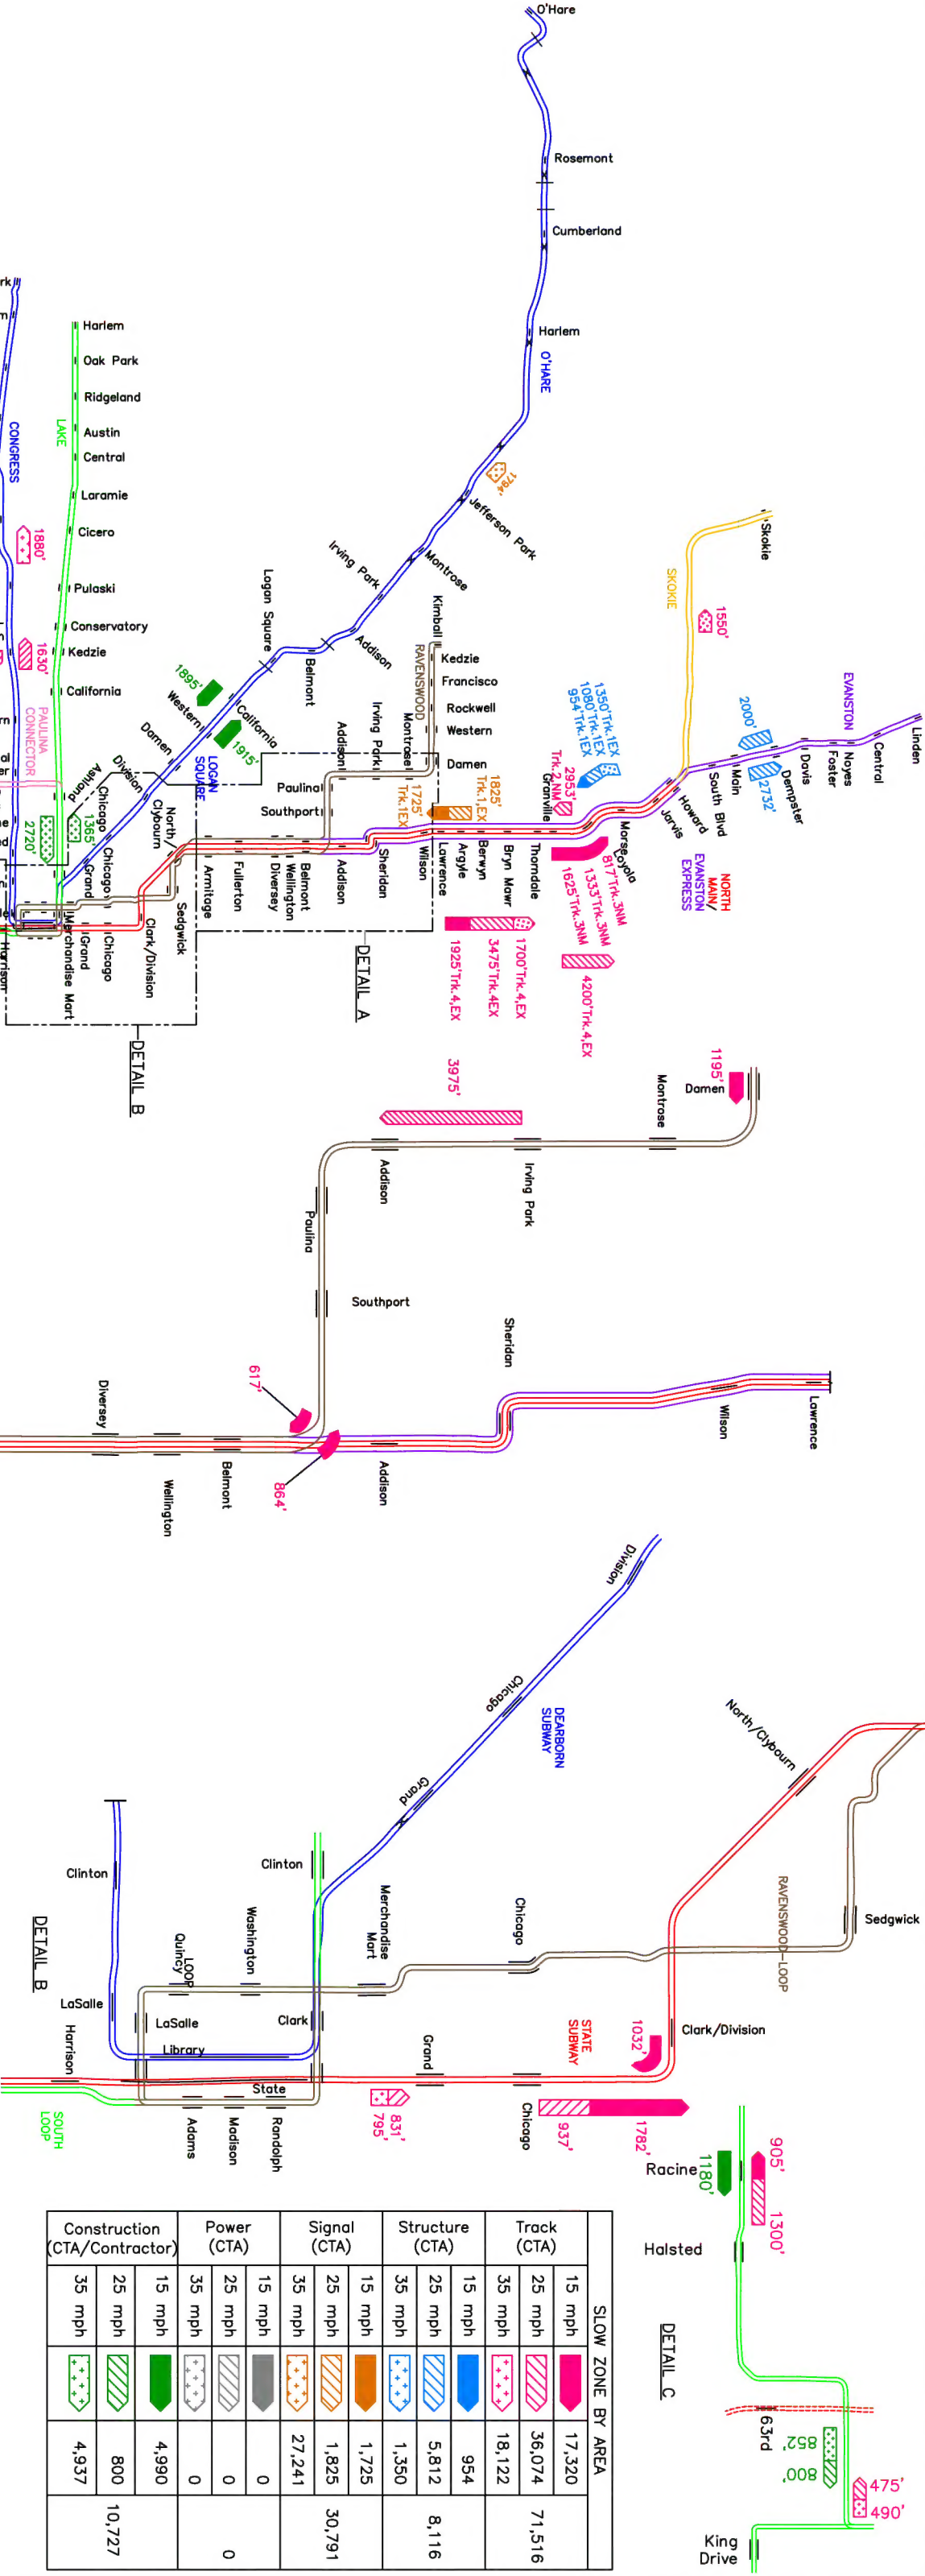 O'Hare
Rosemont
Cumberland
Harlem
O'HARE
1794'
Jefferson Park
Montrose
Irving Park
Addison
Belmont
Logan Square
California
1895'
Western
1915'
LOGAN
SQUARE
Damen
Division
Chicago
Grand
Harlem
Oak Park
Ridgeland
Austin
Central
LAKE
Laramie
Cicero
Pulaski
Conservatory
Kedzie
California
Ashland
CONGRESS
1880'
1630'
PAULINA
CONNECTOR
1365'
2720'
Skokie
SKOKIE
1550'
Linden
Central
Noyes
Foster
Davis
Dempster
Main
South Blvd
EVANSTON
2000'
2732'
Howard
Jarvis
NORTH
MAIN/
EVANSTON
EXPRESS
Morse
Loyola
Granville
Thorndale
Bryn Mawr
Berwyn
Argyle
Lawrence
Wilson
Sheridan
Addison
Belmont
Wellington
Diversey
Fullerton
Armitage
North/
Clybourn
Sedgwick
Clark/Division
Chicago
Chicago
Grand
Merchandise Mart
Harrison
1350'Trk.1EX
1080'Trk.1EX
954'Trk.1EX
2953'
Trk.2,NM
1825'
Trk.1,EX
1725'
Trk.1EX
817'Trk.3NM
1333'Trk.3NM
1625'Trk.3NM
4200'Trk.4,EX
1700'Trk.4,EX
3475'Trk.4EX
1925'Trk.4,EX
Kimball
Kedzie
Francisco
Rockwell
Western
Damen
RAVENSWOOD
Montrose
Irving Park
Addison
Paulina
Southport
DETAIL A
DETAIL B
1195'
Damen
Montrose
Irving Park
3975'
Addison
Paulina
Southport
Sheridan
Wilson
Lawrence
Addison
617'
864'
Belmont
Wellington
Diversey
Division
Chicago
Grand
DEARBORN
SUBWAY
North/Clybourn
Sedgwick
RAVENSWOOD-LOOP
Clark/Division
1032'
STATE
SUBWAY
Chicago
Merchandise
Mart
Clinton
Clinton
Washington
LOOP
Quincy
Clark
LaSalle
LaSalle
Library
Harrison
State
Grand
Chicago
831'
795'
937'
1782'
Randolph
Madison
Adams
SOUTH
LOOP
DETAIL B
905'
1300'
Racine
1180'
Halsted
DETAIL C
63rd
852'
800'
475'
490'
King
Drive
SLOW ZONE BY AREA
Track
(CTA)
15 mph 17,320
25 mph 36,074
35 mph 18,122
71,516
Structure
(CTA)
15 mph 954
25 mph 5,812
35 mph 1,350
8,116
Signal
(CTA)
15 mph 1,725
25 mph 1,825
35 mph 27,241
30,791
Power
(CTA)
15 mph 0
25 mph 0
35 mph 0
0
Construction
(CTA/Contractor)
15 mph 4,990
25 mph 800
35 mph 4,937
10,727